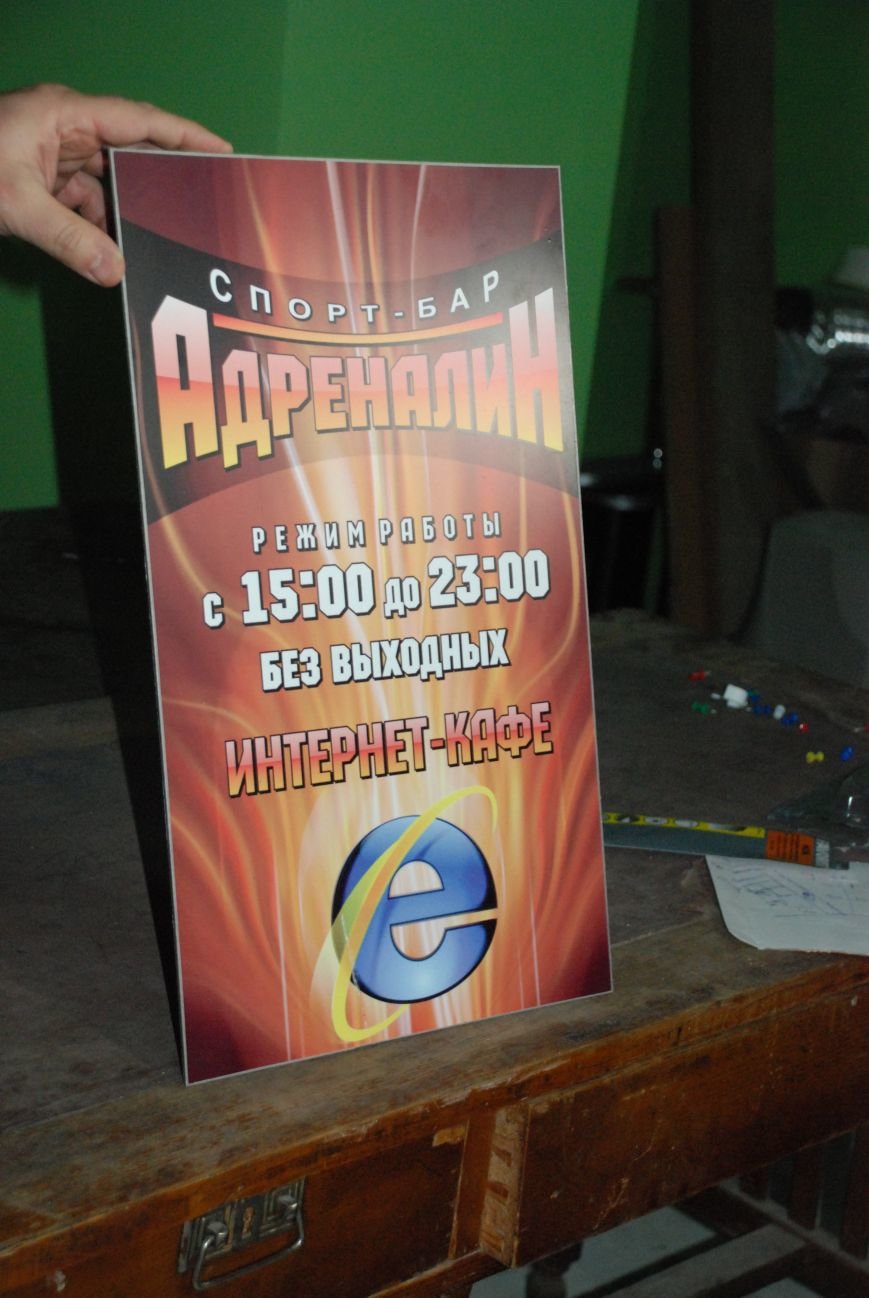 СПОРТ-БАР
АДРЕНАЛИН
РЕЖИМ РАБОТЫ
с 15:00 до 23:00
БЕЗ ВЫХОДНЫХ
ИНТЕРНЕТ-КАФЕ
e